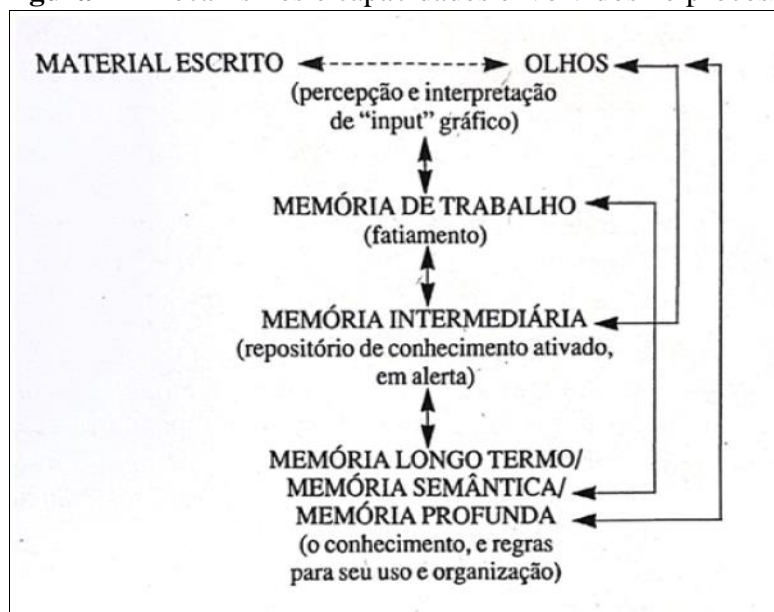 MATERIAL ESCRITO OLHOS
(percepção e interpretação
de “input” gráfico)
MEMÓRIA DE TRABALHO
(fatiamento)
MEMÓRIA INTERMEDIÁRIA
(repositório de conhecimento ativado,
em alerta)
MEMÓRIA LONGO TERMO/
MEMÓRIA SEMÂNTICA/
MEMÓRIA PROFUNDA
(o conhecimento, e regras
para seu uso e organização)